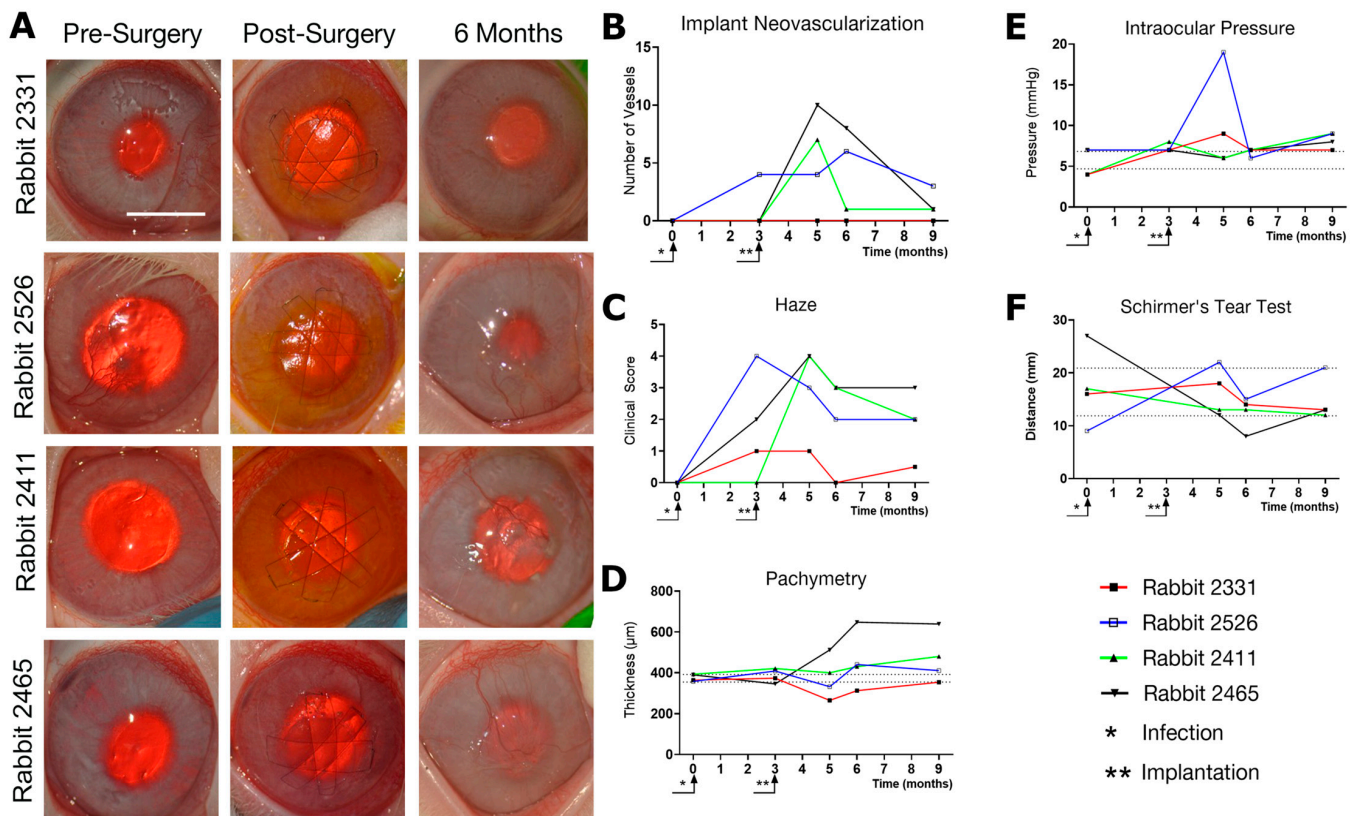 A
Pre-Surgery
Post-Surgery
6 Months
Rabbit 2331
Rabbit 2526
Rabbit 2411
Rabbit 2465
B
Implant Neovascularization
Number of Vessels
15
10
5
0
0 1 2 3 4 5 6 7 8 9
Time (months)
* **
C
Haze
Clinical Score
5
4
3
2
1
0
0 1 2 3 4 5 6 7 8 9
Time (months)
* **
D
Pachymetry
Thickness (µm)
800
600
400
200
0
0 1 2 3 4 5 6 7 8 9
Time (months)
* **
E
Intraocular Pressure
Pressure (mmHg)
20
15
10
5
0
0 1 2 3 4 5 6 7 8 9
Time (months)
* **
F
Schirmer's Tear Test
Distance (mm)
30
20
10
0
0 1 2 3 4 5 6 7 8 9
Time (months)
* **
Rabbit 2331
Rabbit 2526
Rabbit 2411
Rabbit 2465
* Infection
** Implantation